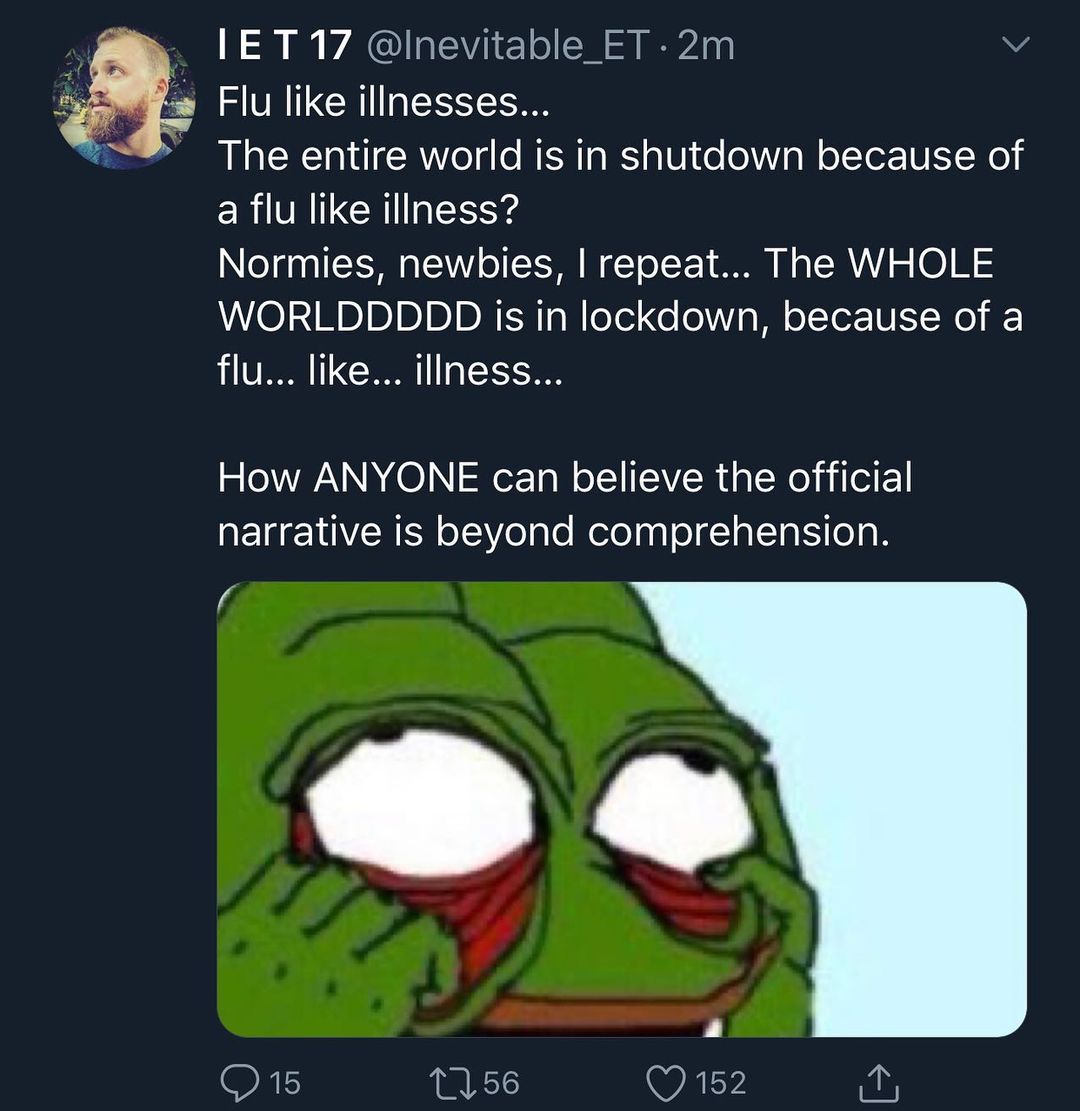 I E T 17 @Inevitable_ET · 2m
Flu like illnesses...
The entire world is in shutdown because of
a flu like illness?
Normies, newbies, I repeat... The WHOLE
WORLDDDDD is in lockdown, because of a
flu... like... illness...
How ANYONE can believe the official
narrative is beyond comprehension.
15 56 152